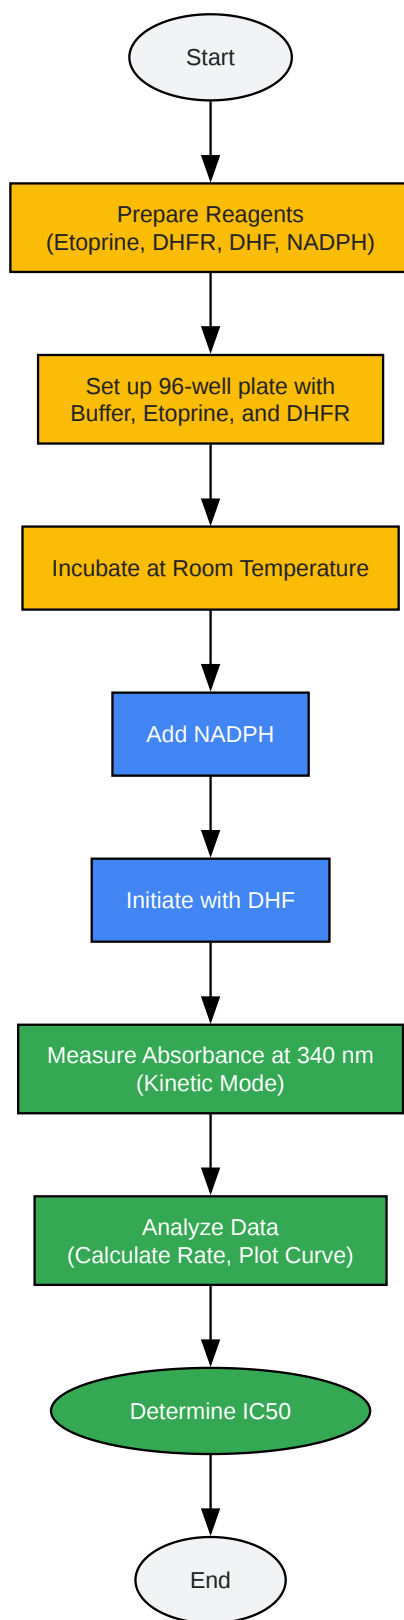 Start
Prepare Reagents
(Etoprine, DHFR, DHF, NADPH)
Set up 96-well plate with
Buffer, Etoprine, and DHFR
Incubate at Room Temperature
Add NADPH
Initiate with DHF
Measure Absorbance at 340 nm
(Kinetic Mode)
Analyze Data
(Calculate Rate, Plot Curve)
Determine IC50
End